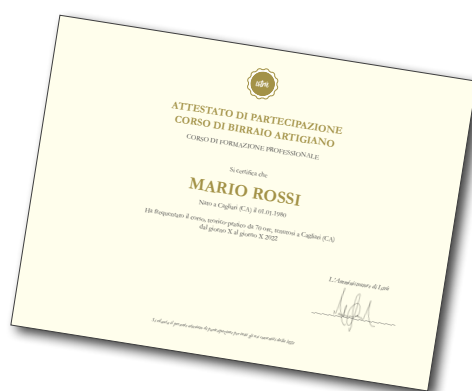 ATTESTATO DI PARTECIPAZIONE
CORSO DI BIRRAIO ARTIGIANO
CORSO DI FORMAZIONE PROFESSIONALE
Si certifica che
MARIO ROSSI
Nato a Cagliari (CA) il 01.01.1980
Ha frequentato il corso, teorico-pratico da 70 ore, tenutosi a Cagliari (CA)
dal giorno X al giorno X 2022
L'Amministratore di